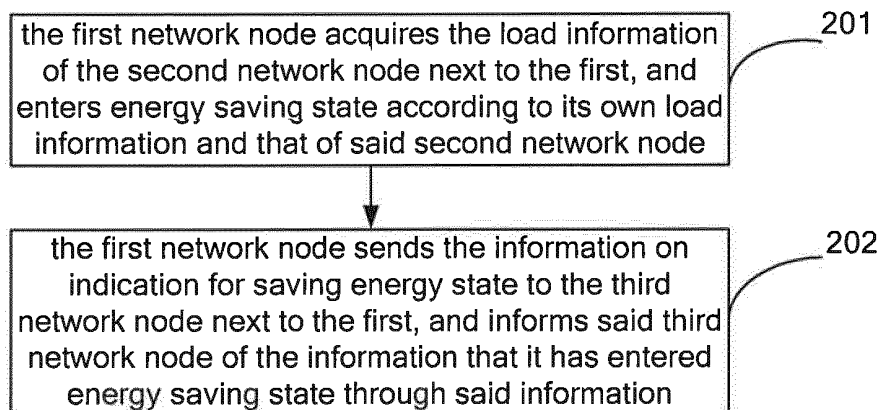 the first network node acquires the load information
of the second network node next to the first, and
enters energy saving state according to its own load
information and that of said second network node
201
the first network node sends the information on
indication for saving energy state to the third
network node next to the first, and informs said third
network node of the information that it has entered
energy saving state through said information
202